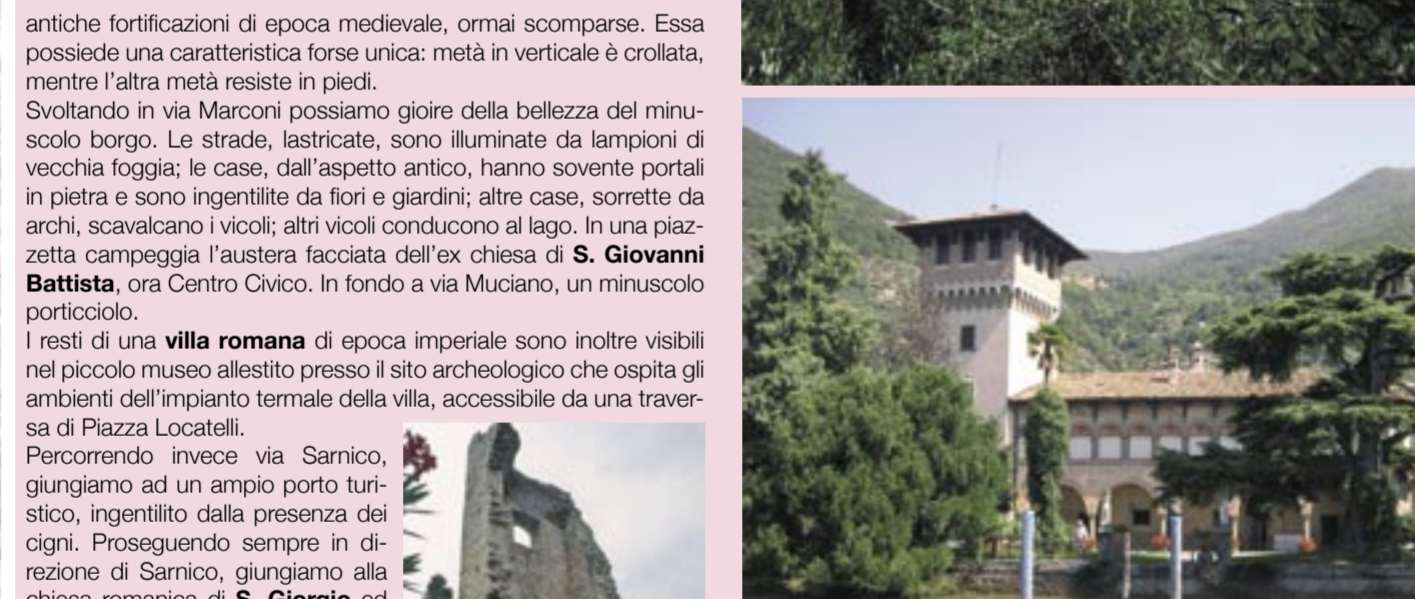 antiche fortificazioni di epoca medievale, ormai scomparse. Essa
possiede una caratteristica forse unica: metà in verticale è crollata,
mentre l'altra metà resiste in piedi.
Svoltando in via Marconi possiamo gioire della bellezza del minu-
scolo borgo. Le strade, lastricate, sono illuminate da lampioni di
vecchia foggia; le case, dall'aspetto antico, hanno sovente portali
in pietra e sono ingentilite da fiori e giardini; altre case, sorrette da
archi, scavalcano i vicoli; altri vicoli conducono al lago. In una piaz-
zetta campeggia l'austera facciata dell'ex chiesa di S. Giovanni
Battista, ora Centro Civico. In fondo a via Muciano, un minuscolo
porticciolo.
I resti di una villa romana di epoca imperiale sono inoltre visibili
nel piccolo museo allestito presso il sito archeologico che ospita gli
ambienti dell'impianto termale della villa, accessibile da una traver-
sa di Piazza Locatelli.
Percorrendo invece via Sarnico,
giungiamo ad un ampio porto turi-
stico, ingentilito dalla presenza dei
cigni. Proseguendo sempre in di-
rezione di Sarnico, giungiamo alla
chiesa romanica di S. Giorgio ed